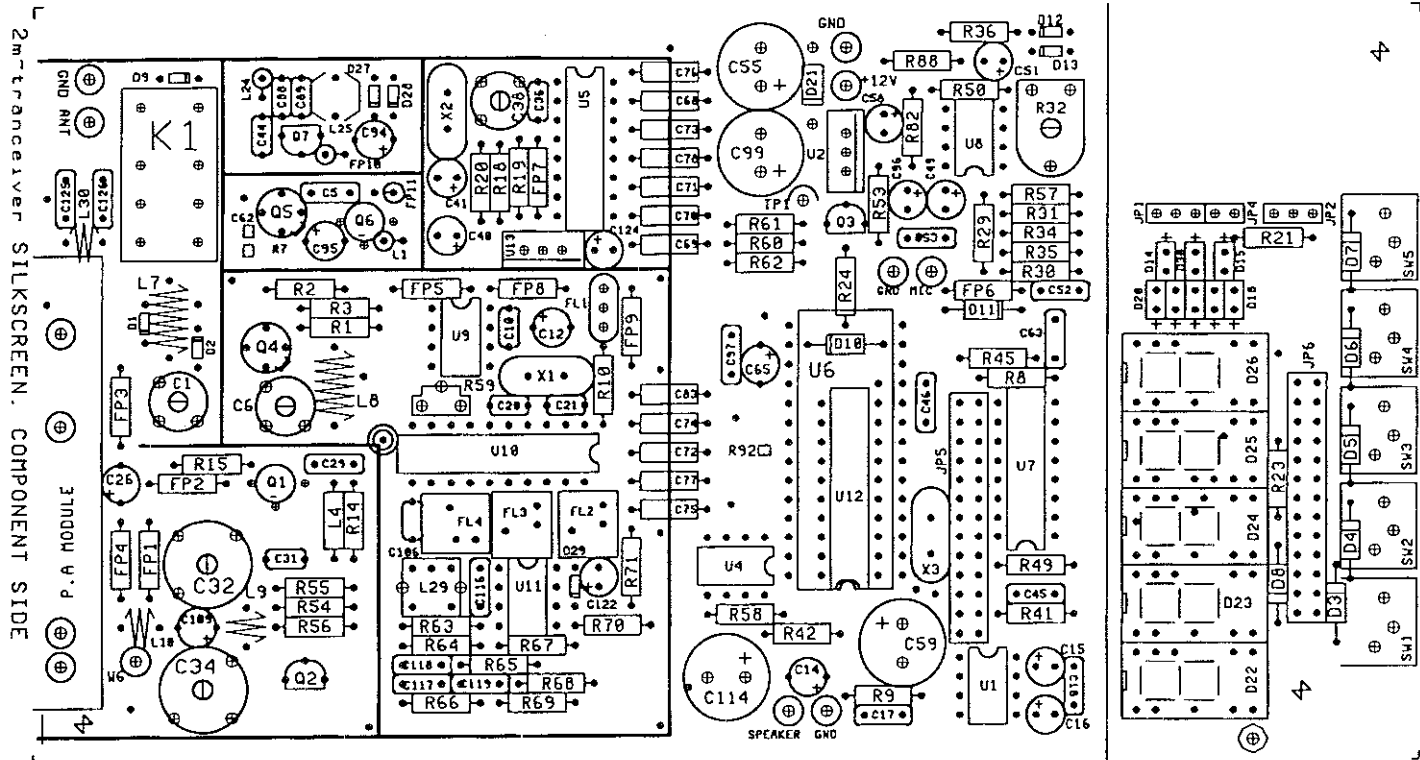 2m-tranceiver SILKSCREEN. COMPONENT SIDE
GND
ANT
D9
K1
C125
L30
C126
L24
C88
C89
D27
D28
C44
Q7
L25
C94
FP10
C62
Q5
C5
Q6
FP11
R7
C95
L1
X2
C38
C36
U5
R20
R18
R19
FP7
C41
C40
U13
C124
C76
C68
C73
C78
C71
C70
C69
C55
C99
GND
D21
+12V
U2
C58
R88
R36
D12
D13
C51
R50
R32
R82
U8
TP1
Q3
R53
C96
C49
R61
R60
R62
C53
R29
R57
R31
R34
R35
R30
GND
MIC
FP6
C52
D11
R24
L7
D1
D2
C1
FP3
R2
R3
R1
Q4
C6
L8
FP5
FP8
FL1
FP9
U9
C10
C12
X1
R59
R10
C20
C21
U10
C83
C74
C72
C77
C75
C97
C65
D10
U6
R45
R8
C63
C46
R92
JP5
U7
U12
C26
R15
FP2
Q1
C29
L4
R14
P.A MODULE
FP4
FP1
C32
C31
L9
R55
R54
R56
C109
L10
W6
C34
Q2
C106
FL4
FL3
FL2
D29
L29
C116
U11
C122
R71
R63
R64
R67
R70
C118
R65
C117
C119
R68
R66
R69
U4
R58
R42
X3
R49
C45
R41
C59
C114
C14
SPEAKER
GND
R9
C17
U1
C15
C16
JP1
JP4
JP2
R21
D14
D15
D20
D16
D7
SW5
D6
SW4
D26
JP6
D25
R23
D5
SW3
D24
D8
D4
SW2
D23
D3
SW1
D22